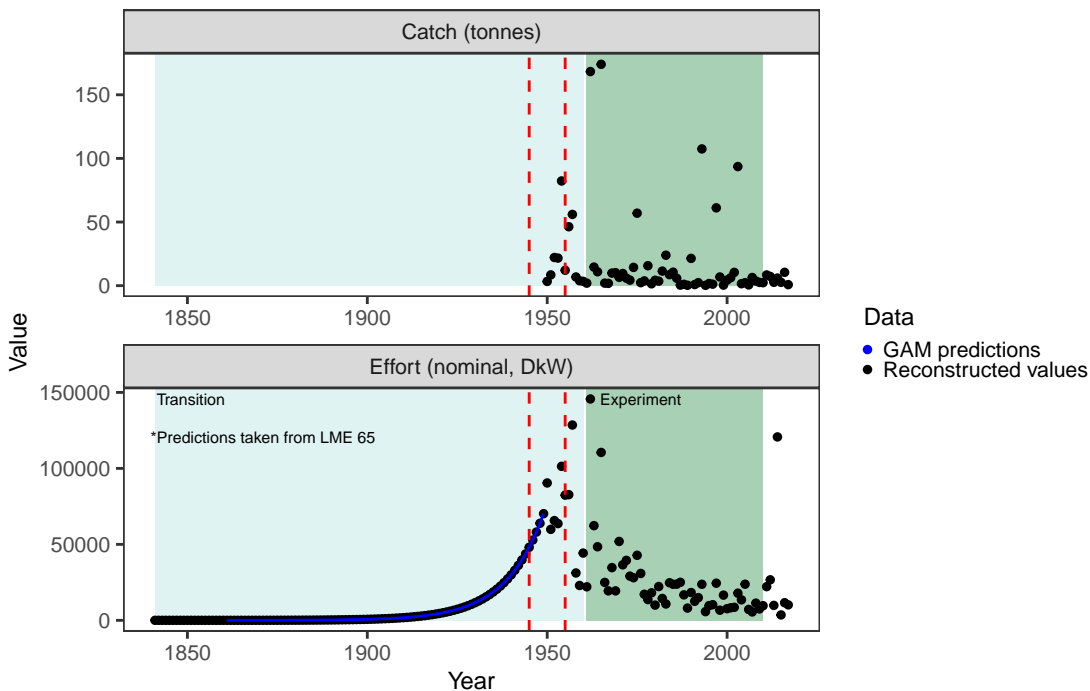 Catch (tonnes)
150
100
50
0
1850
1900
1950
2000
Value
Effort (nominal, DkW)
150000
Transition
Experiment
*Predictions taken from LME 65
100000
50000
0
1850
1900
1950
2000
Year
Data
GAM predictions
Reconstructed values